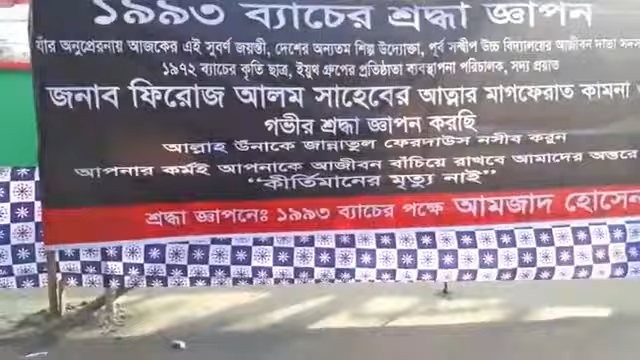 ১৯৯৩ ব্যাচের শ্রদ্ধা জ্ঞাপন
যাঁর অনুপ্রেরনায় আজকের এই সুবর্ণ জয়ন্তী, দেশের অন্যতম শিল্প উদ্যোক্তা, পূর্ব সন্দ্বীপ উচ্চ বিদ্যালয়ের আজীবন দাতা সদস্য
১৯৭২ ব্যাচের কৃতি ছাত্র, ইয়ুথ গ্রুপের প্রতিষ্ঠাতা ব্যবস্থাপনা পরিচালক, সদ্য প্রয়াত
জনাব ফিরোজ আলম সাহেবের আত্নার মাগফেরাত কামনা
গভীর শ্রদ্ধা জ্ঞাপন করছি
আল্লাহ উনাকে জান্নাতুল ফেরদাউস নসীব করুন
আপনার কর্মই আপনাকে আজীবন বাঁচিয়ে রাখবে আমাদের অন্তরে
"কীর্তিমানের মৃত্যু নাই"
শ্রদ্ধা জ্ঞাপনেঃ ১৯৯৩ ব্যাচের পক্ষে আমজাদ হোসেন